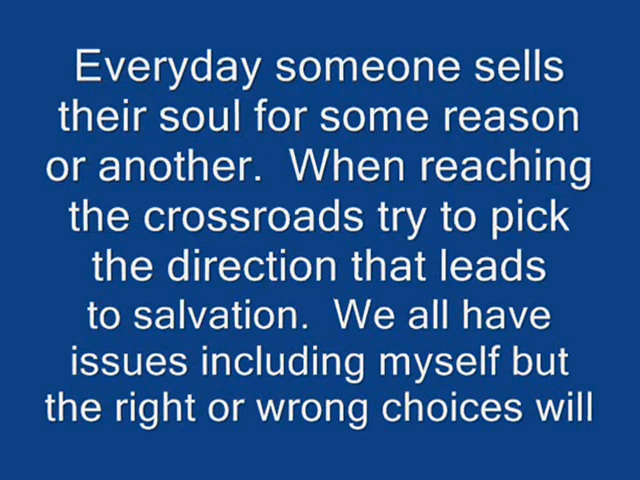 Everyday someone sells
their soul for some reason
or another.  When reaching
the crossroads try to pick
the direction that leads
to salvation.  We all have
issues including myself but
the right or wrong choices will